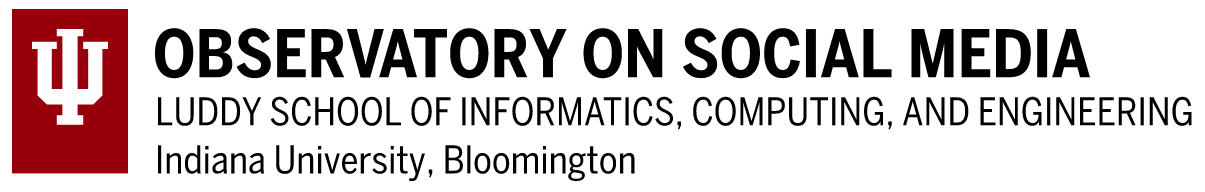 OBSERVATORY ON SOCIAL MEDIA
LUDDY SCHOOL OF INFORMATICS, COMPUTING, AND ENGINEERING
Indiana University, Bloomington